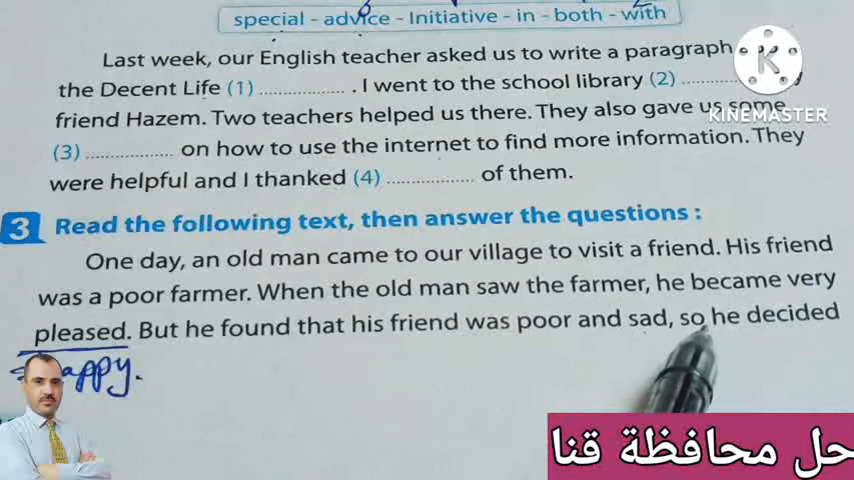 special - advice - Initiative - in - both - with
Last week, our English teacher asked us to write a paragraph
the Decent Life (1) ................ . I went to the school library (2) ..........
friend Hazem. Two teachers helped us there. They also gave us some
(3) ................ on how to use the internet to find more information. They
were helpful and I thanked (4) ................ of them.
3 Read the following text, then answer the questions :
One day, an old man came to our village to visit a friend. His friend
was a poor farmer. When the old man saw the farmer, he became very
pleased. But he found that his friend was poor and sad, so he decided
K
KINEMASTER
حل محافظة قنا